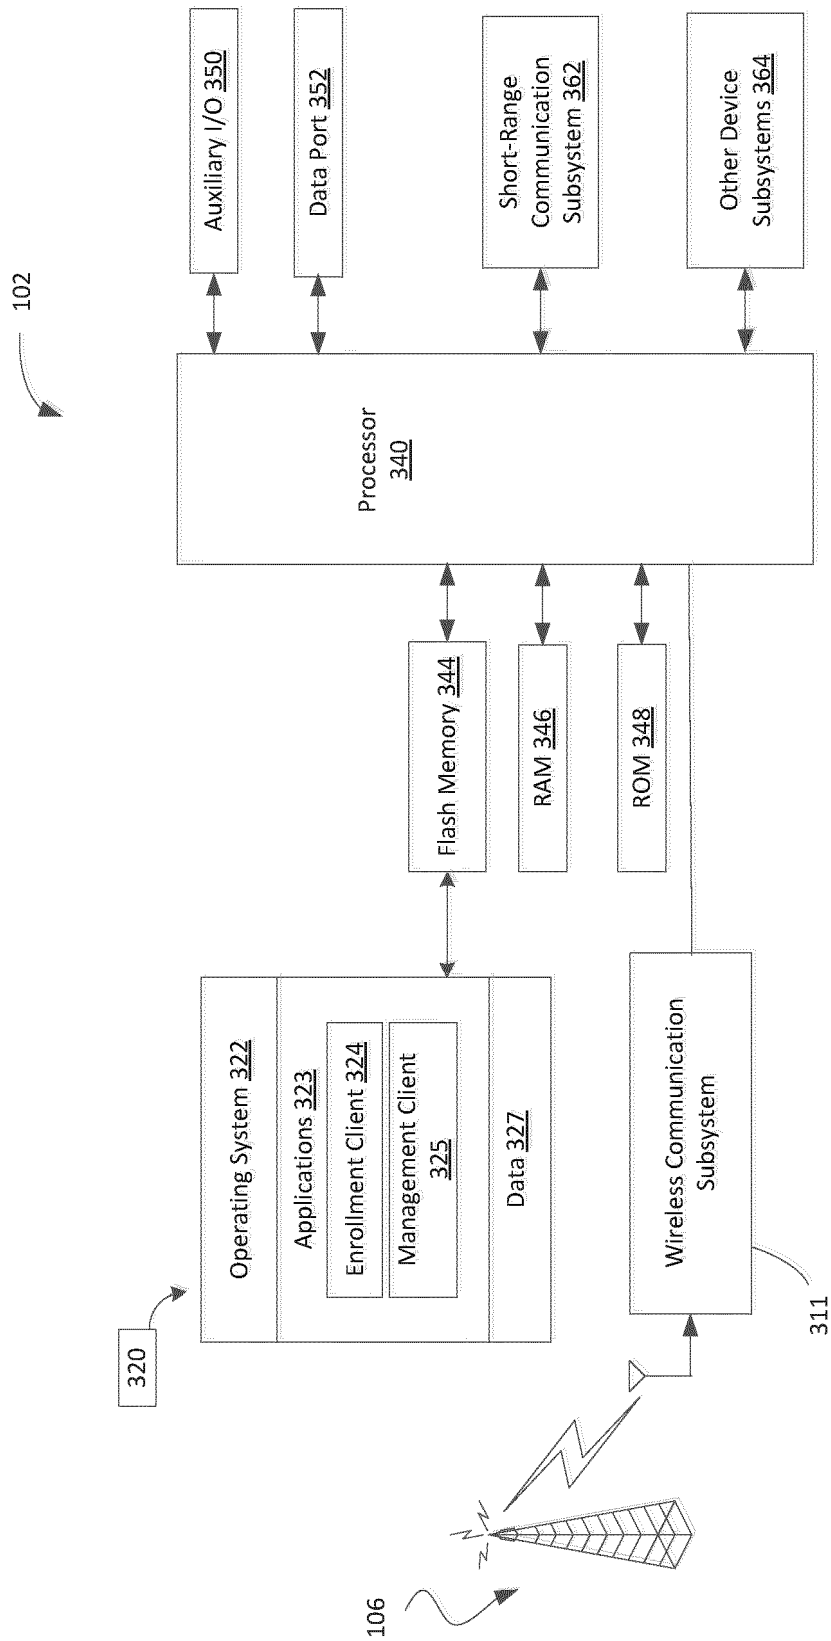 102
320
Operating System 322
Applications 323
Enrollment Client 324
Management Client
325
Data 327
Flash Memory 344
RAM 346
ROM 348
Processor
340
Auxiliary I/O 350
Data Port 352
Short-Range
Communication
Subsystem 362
Other Device
Subsystems 364
106
Wireless Communication
Subsystem
311